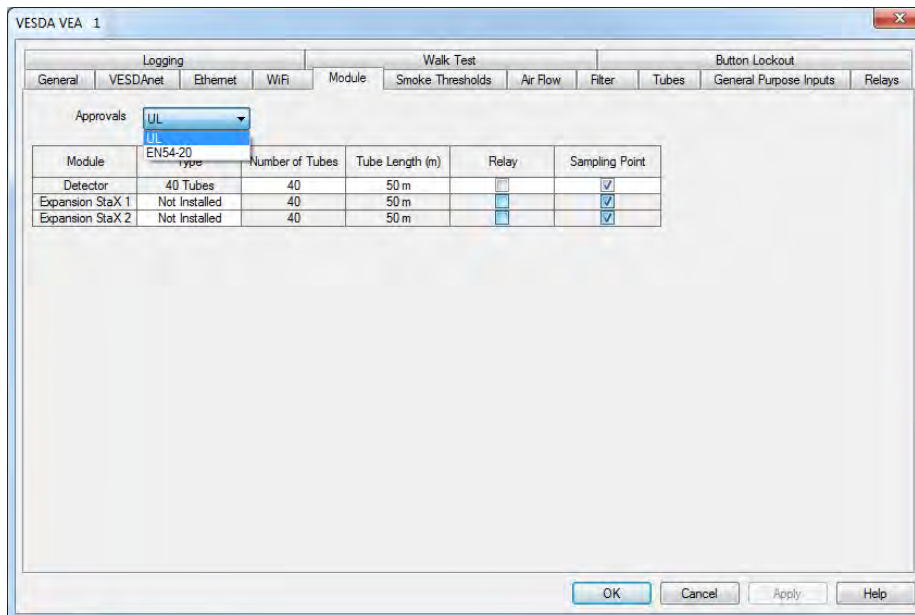 VESDA VEA 1
Logging Walk Test Button Lockout
General VESDAnet Ethernet WiFi Module Smoke Thresholds Air Flow Filter Tubes General Purpose Inputs Relays
Approvals UL
UL
EN54-20
Module Type Number of Tubes Tube Length (m) Relay Sampling Point
Detector 40 Tubes 40 50 m
Expansion StaX 1 Not Installed 40 50 m
Expansion StaX 2 Not Installed 40 50 m
OK Cancel Apply Help